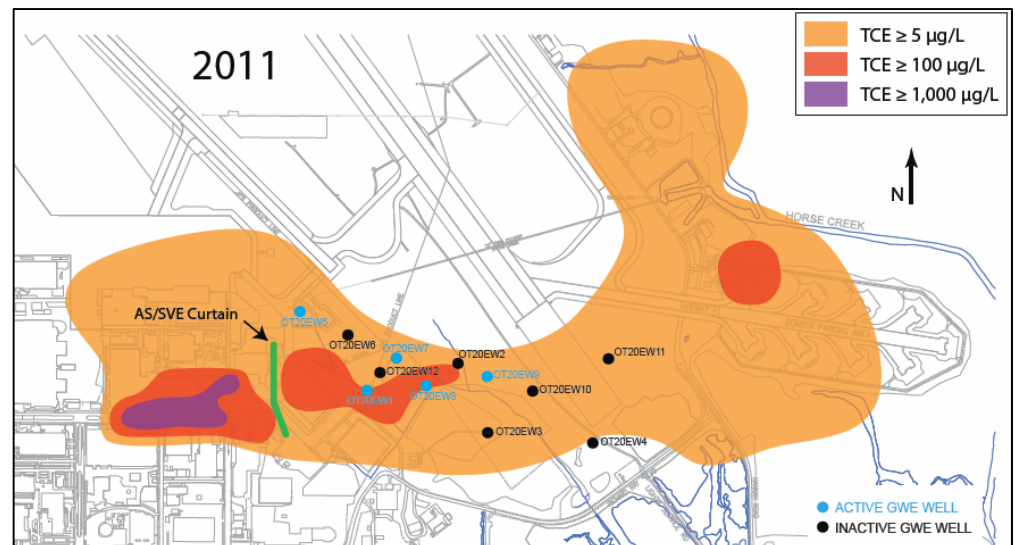 2011
TCE ≥ 5 µg/L
TCE ≥ 100 µg/L
TCE ≥ 1,000 µg/L
N
HORSE CREEK
AS/SVE Curtain
OT20EW5
OT20EW6
OT20EW7
OT20EW2
OT20EW11
OT20EW12
OT20EW9
OT20EW1
OT20EW8
OT20EW10
OT20EW3
OT20EW4
ACTIVE GWE WELL
INACTIVE GWE WELL